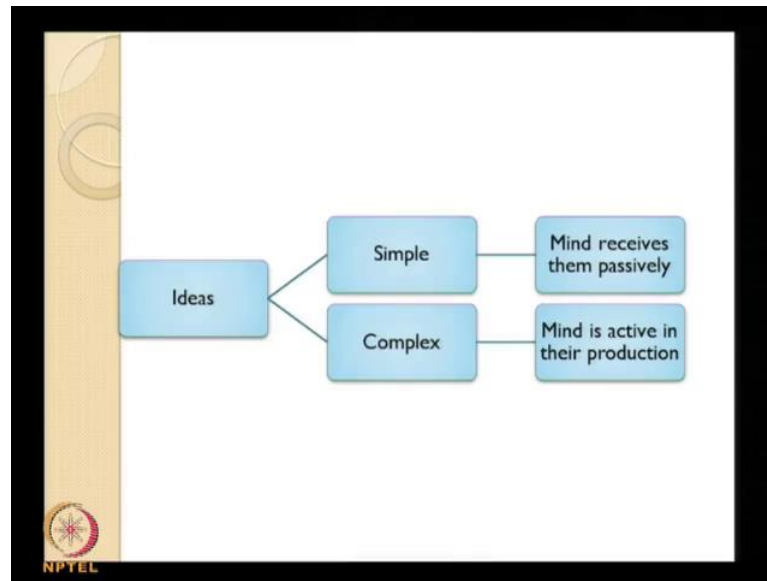 Ideas
Simple
Mind receives
them passively
Complex
Mind is active in
their production
NPTEL